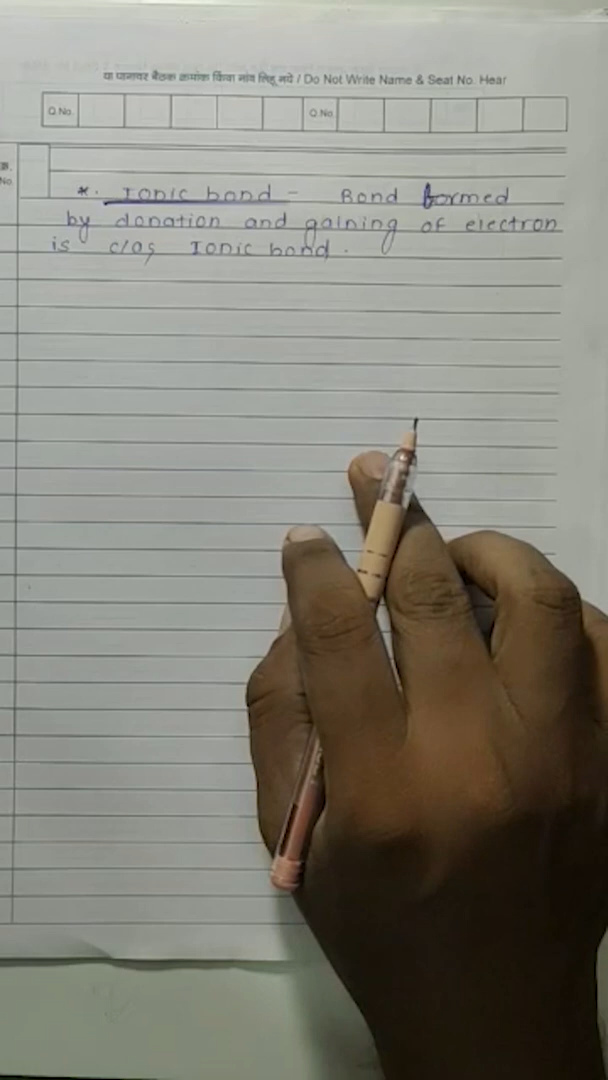 या पानावर बैठक क्रमांक किंवा नांव लिहू नये / Do Not Write Name & Seat No. Hear
Q.No. Q.No.
क्र.
No
*. Ionic bond - Bond formed
by donation and gaining of electron
is c/as Ionic bond.